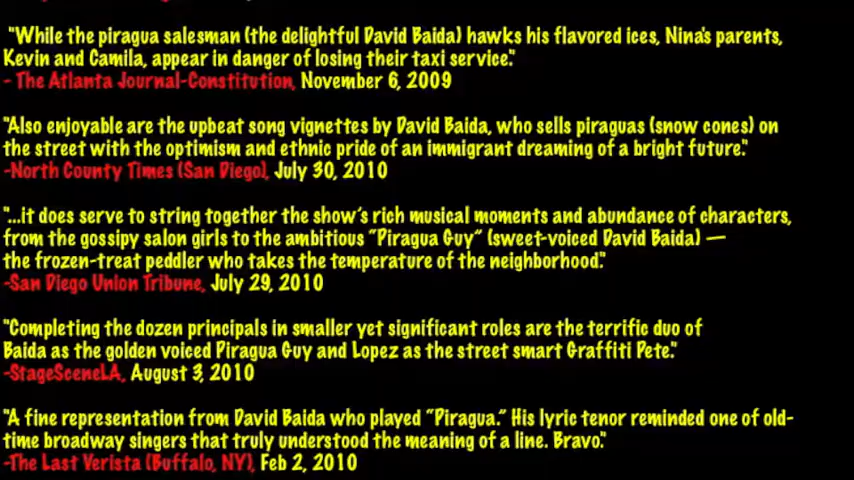 "While the piragua salesman (the delightful David Baida) hawks his flavored ices, Nina's parents,
Kevin and Camila, appear in danger of losing their taxi service."
- The Atlanta Journal-Constitution, November 6, 2009
"Also enjoyable are the upbeat song vignettes by David Baida, who sells piraguas (snow cones) on
the street with the optimism and ethnic pride of an immigrant dreaming of a bright future."
-North County Times (San Diego), July 30, 2010
"...it does serve to string together the show's rich musical moments and abundance of characters,
from the gossipy salon girls to the ambitious "Piragua Guy" (sweet-voiced David Baida) —
the frozen-treat peddler who takes the temperature of the neighborhood."
-San Diego Union Tribune, July 29, 2010
"Completing the dozen principals in smaller yet significant roles are the terrific duo of
Baida as the golden voiced Piragua Guy and Lopez as the street smart Graffiti Pete."
-StageSceneLA, August 3, 2010
"A fine representation from David Baida who played "Piragua." His lyric tenor reminded one of old-
time broadway singers that truly understood the meaning of a line. Bravo."
-The Last Verista (Buffalo, NY), Feb 2, 2010